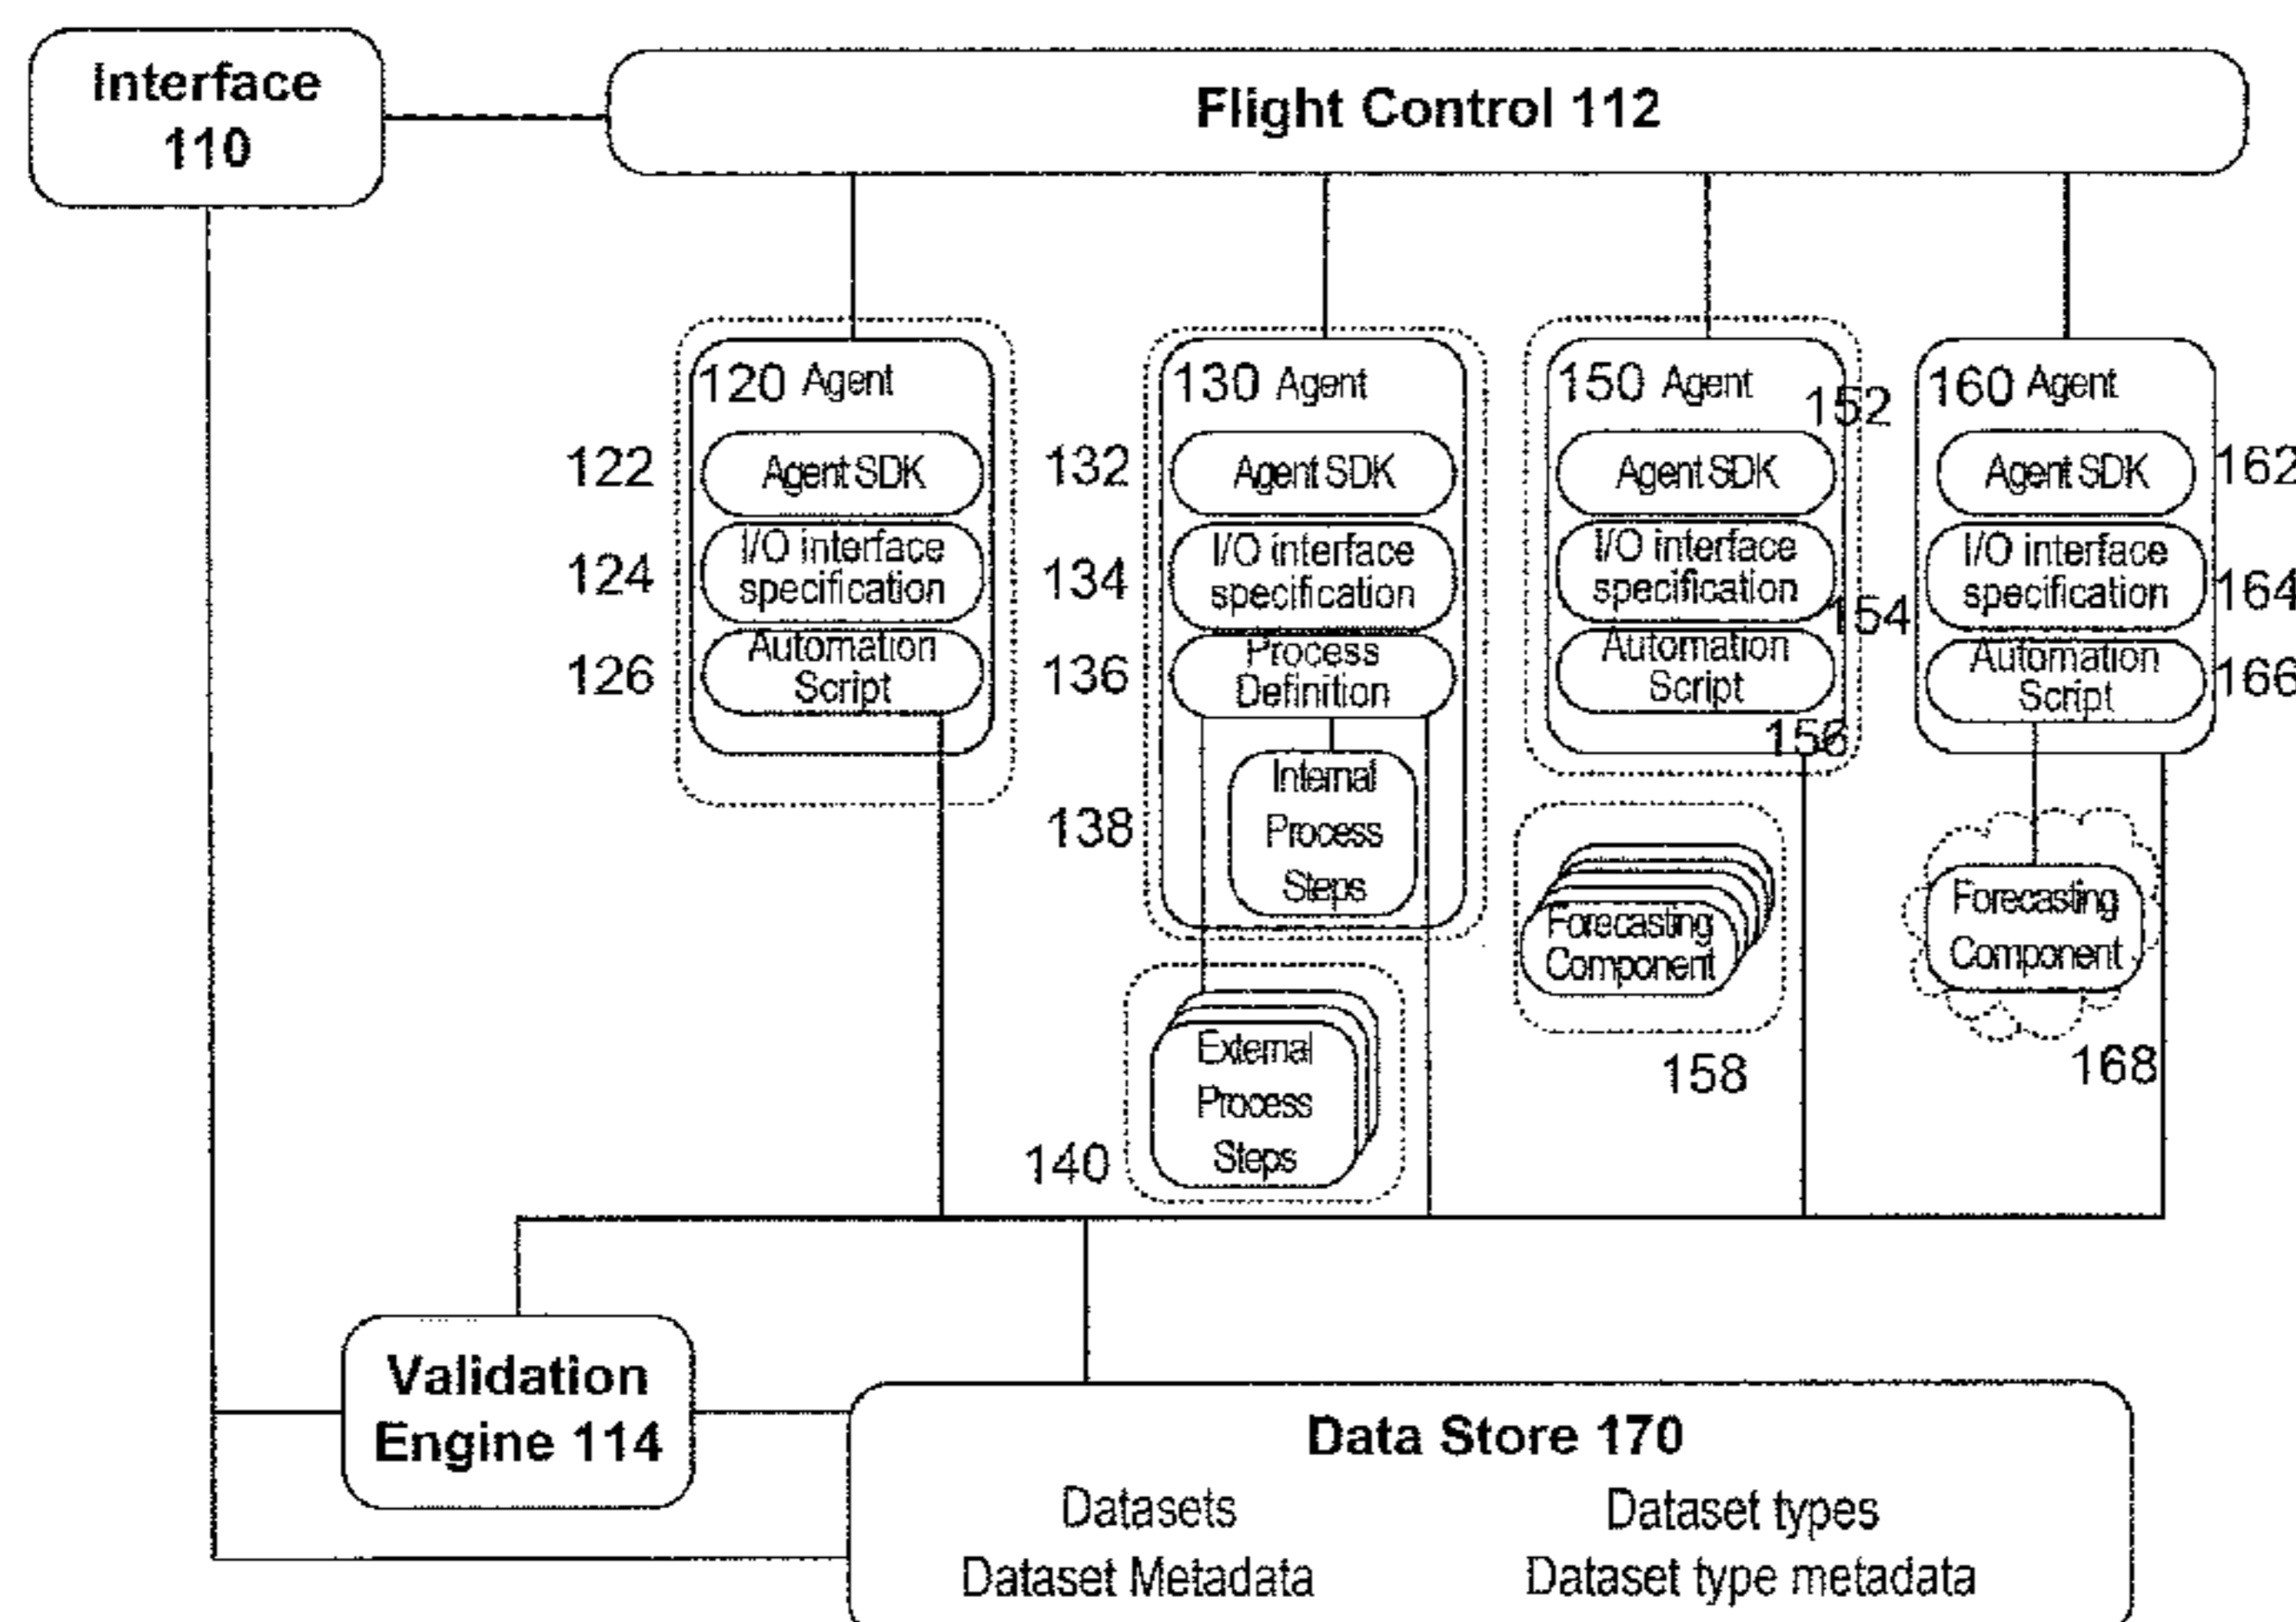 Interface
110
Flight Control 112
120 Agent
122
Agent SDK
124
I/O interface
specification
126
Automation
Script
130 Agent
132
Agent SDK
134
I/O interface
specification
136
Process
Definition
138
Internal
Process
Steps
140
External
Process
Steps
150 Agent
152
Agent SDK
I/O interface
specification
154
Automation
Script
156
Forecasting
Component
158
160 Agent
Agent SDK
162
I/O interface
specification
164
Automation
Script
166
Forecasting
Component
168
Validation
Engine 114
Data Store 170
Datasets
Dataset types
Dataset Metadata
Dataset type metadata